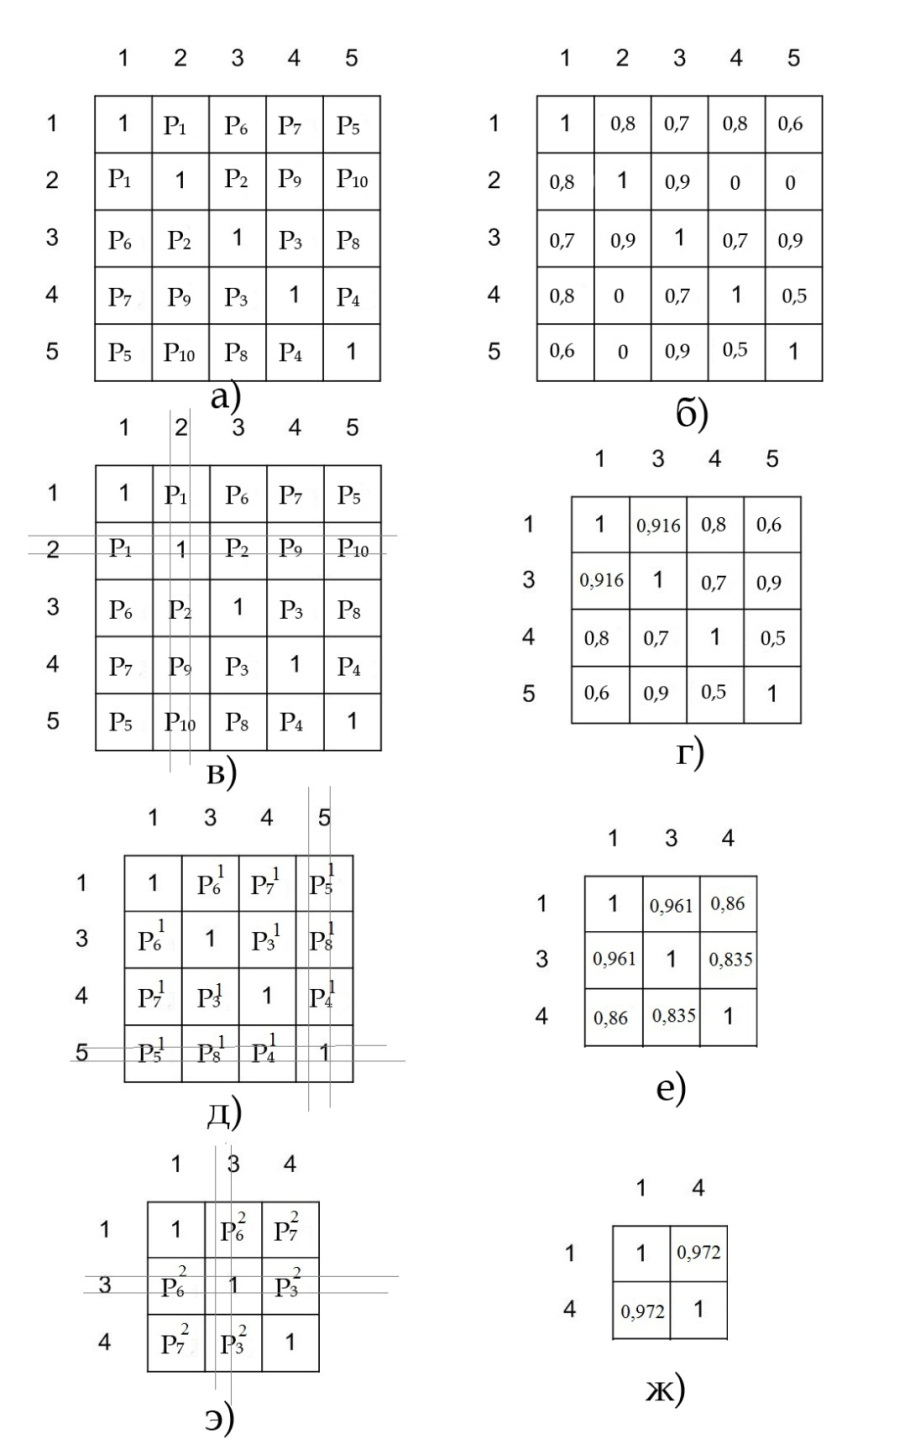 1 2 3 4 5
1 1 P1 P6 P7 P5
2 P1 1 P2 P9 P10
3 P6 P2 1 P3 P8
4 P7 P9 P3 1 P4
5 P5 P10 P8 P4 1
а)
1 2 3 4 5
1 1 0,8 0,7 0,8 0,6
2 0,8 1 0,9 0 0
3 0,7 0,9 1 0,7 0,9
4 0,8 0 0,7 1 0,5
5 0,6 0 0,9 0,5 1
б)
1 2 3 4 5
1 1 P1 P6 P7 P5
2 P1 1 P2 P9 P10
3 P6 P2 1 P3 P8
4 P7 P9 P3 1 P4
5 P5 P10 P8 P4 1
в)
1 3 4 5
1 1 0,916 0,8 0,6
3 0,916 1 0,7 0,9
4 0,8 0,7 1 0,5
5 0,6 0,9 0,5 1
г)
1 3 4 5
1 1 P6^1 P7^1 P5^1
3 P6^1 1 P3^1 P8^1
4 P7^1 P3^1 1 P4^1
5 P5^1 P8^1 P4^1 1
д)
1 3 4
1 1 0,961 0,86
3 0,961 1 0,835
4 0,86 0,835 1
е)
1 3 4
1 1 P6^2 P7^2
3 P6^2 1 P3^2
4 P7^2 P3^2 1
э)
1 4
1 1 0,972
4 0,972 1
ж)